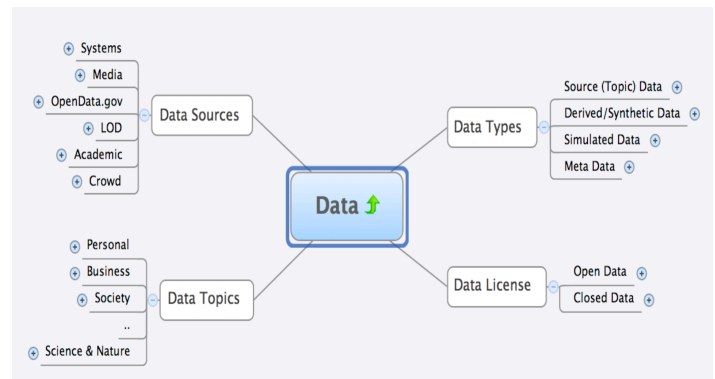 Systems
Media
OpenData.gov
LOD
Academic
Crowd
Data Sources
Personal
Business
Society
..
Science & Nature
Data Topics
Data
Data Types
Source (Topic) Data
Derived/Synthetic Data
Simulated Data
Meta Data
Data License
Open Data
Closed Data